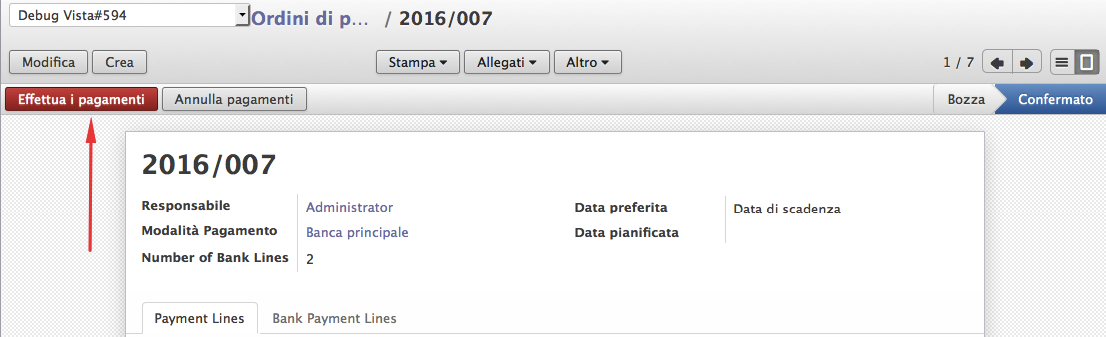 Debug Vista#594 Ordini di p... / 2016/007
Modifica Crea Stampa Allegati Altro 1 / 7
Effettua i pagamenti Annulla pagamenti Bozza Confermato
2016/007
Responsabile Administrator Data preferita Data di scadenza
Modalità Pagamento Banca principale Data pianificata
Number of Bank Lines 2
Payment Lines Bank Payment Lines